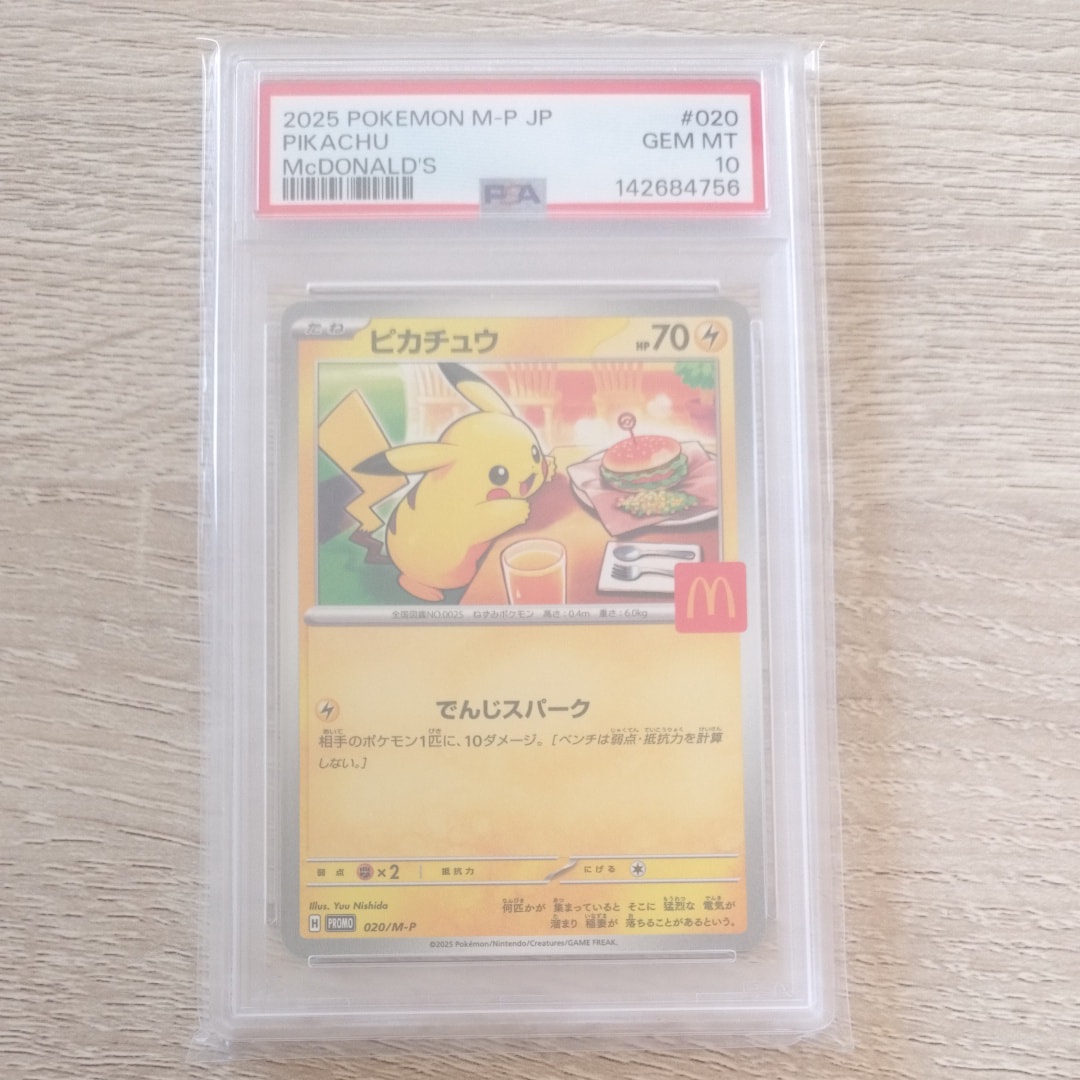 2025 POKEMON M-P JP #020
PIKACHU GEM MT
McDONALD'S 10
PSA 142684756
たね ピカチュウ HP70
全国図鑑NO.0025 ねずみポケモン 高さ:0.4m 重さ:6.0kg
M
でんじスパーク
相手のポケモン1匹に、10ダメージ。[ベンチは弱点・抵抗力を計算
しない。]
弱点 ×2 抵抗力 にげる
Illus. Yuu Nishida
何匹かが 集まっていると そこに 猛烈な 電気が
溜まり 稲妻が 落ちることがあるという。
H PROMO 020/M-P
©2025 Pokémon/Nintendo/Creatures/GAME FREAK.